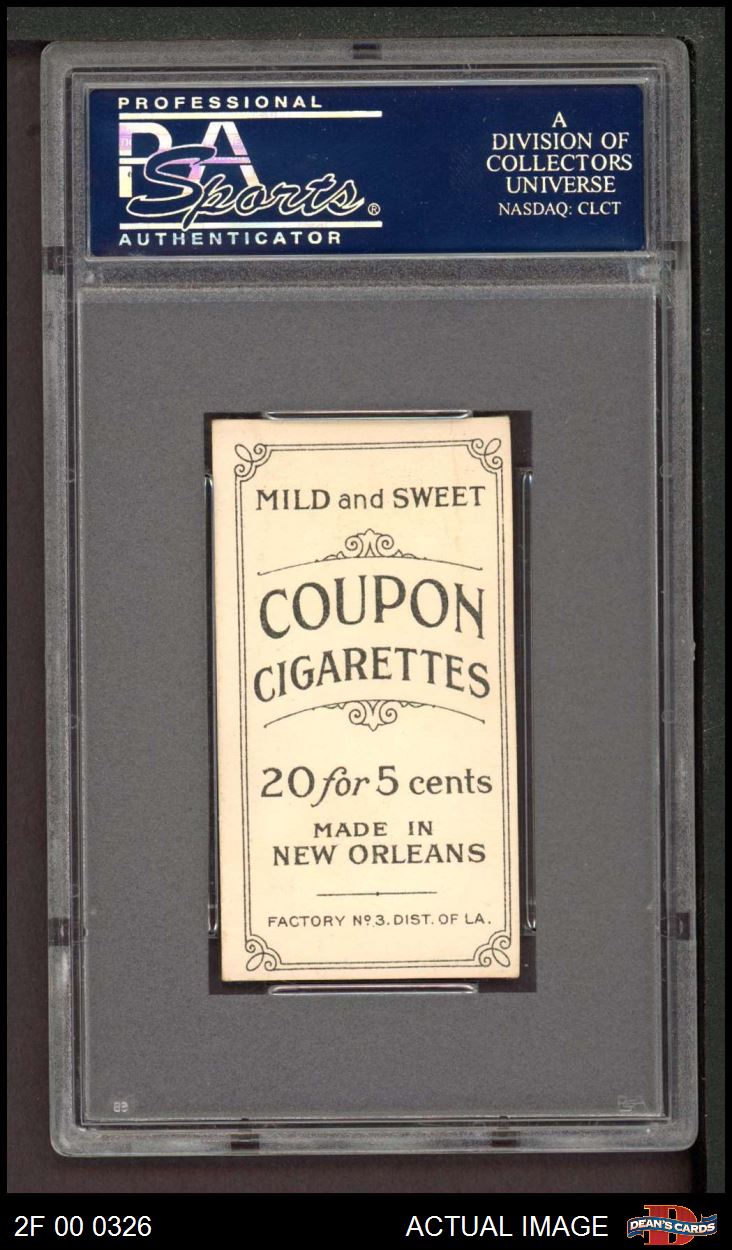 PROFESSIONAL
PSA
Sports®
AUTHENTICATOR
A
DIVISION OF
COLLECTORS
UNIVERSE
NASDAQ: CLCT
MILD and SWEET
COUPON
CIGARETTES
20 for 5 cents
MADE IN
NEW ORLEANS
FACTORY Nº 3. DIST. OF LA.
2F 00 0326
ACTUAL IMAGE
DEAN'S CARDS